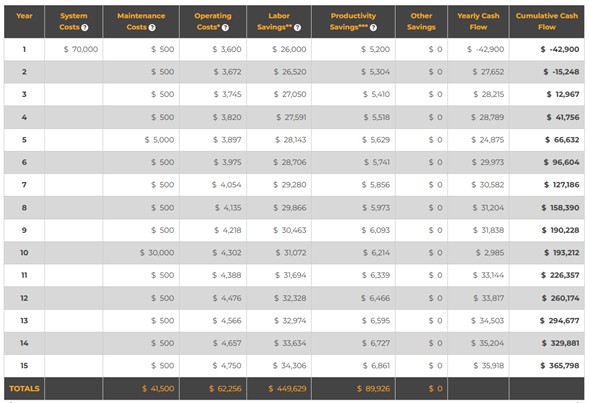 Year System Costs ? Maintenance Costs ? Operating Costs* ? Labor Savings** ? Productivity Savings*** ? Other Savings Yearly Cash Flow Cumulative Cash Flow
1 $ 70,000 $ 500 $ 3,600 $ 26,000 $ 5,200 $ 0 $ -42,900 $ -42,900
2 $ 500 $ 3,672 $ 26,520 $ 5,304 $ 0 $ 27,652 $ -15,248
3 $ 500 $ 3,745 $ 27,050 $ 5,410 $ 0 $ 28,215 $ 12,967
4 $ 500 $ 3,820 $ 27,591 $ 5,518 $ 0 $ 28,789 $ 41,756
5 $ 5,000 $ 3,897 $ 28,143 $ 5,629 $ 0 $ 24,875 $ 66,632
6 $ 500 $ 3,975 $ 28,706 $ 5,741 $ 0 $ 29,973 $ 96,604
7 $ 500 $ 4,054 $ 29,280 $ 5,856 $ 0 $ 30,582 $ 127,186
8 $ 500 $ 4,135 $ 29,866 $ 5,973 $ 0 $ 31,204 $ 158,390
9 $ 500 $ 4,218 $ 30,463 $ 6,093 $ 0 $ 31,838 $ 190,228
10 $ 30,000 $ 4,302 $ 31,072 $ 6,214 $ 0 $ 2,985 $ 193,212
11 $ 500 $ 4,388 $ 31,694 $ 6,339 $ 0 $ 33,144 $ 226,357
12 $ 500 $ 4,476 $ 32,328 $ 6,466 $ 0 $ 33,817 $ 260,174
13 $ 500 $ 4,566 $ 32,974 $ 6,595 $ 0 $ 34,503 $ 294,677
14 $ 500 $ 4,657 $ 33,634 $ 6,727 $ 0 $ 35,204 $ 329,881
15 $ 500 $ 4,750 $ 34,306 $ 6,861 $ 0 $ 35,918 $ 365,798
TOTALS $ 41,500 $ 62,256 $ 449,629 $ 89,926 $ 0